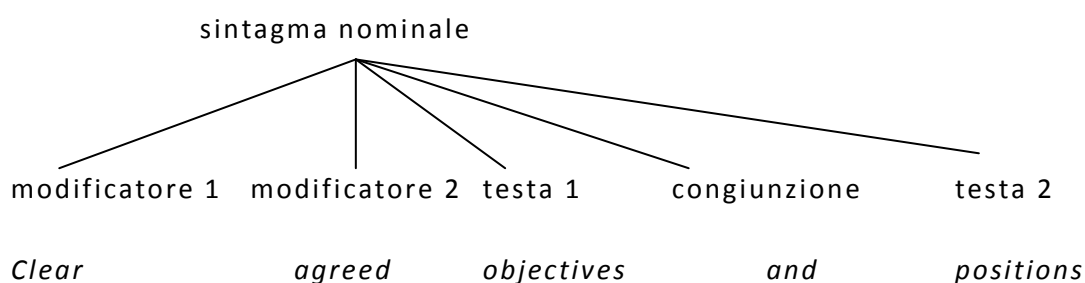 sintagma nominale
modificatore 1 modificatore 2 testa 1 congiunzione testa 2
Clear agreed objectives and positions